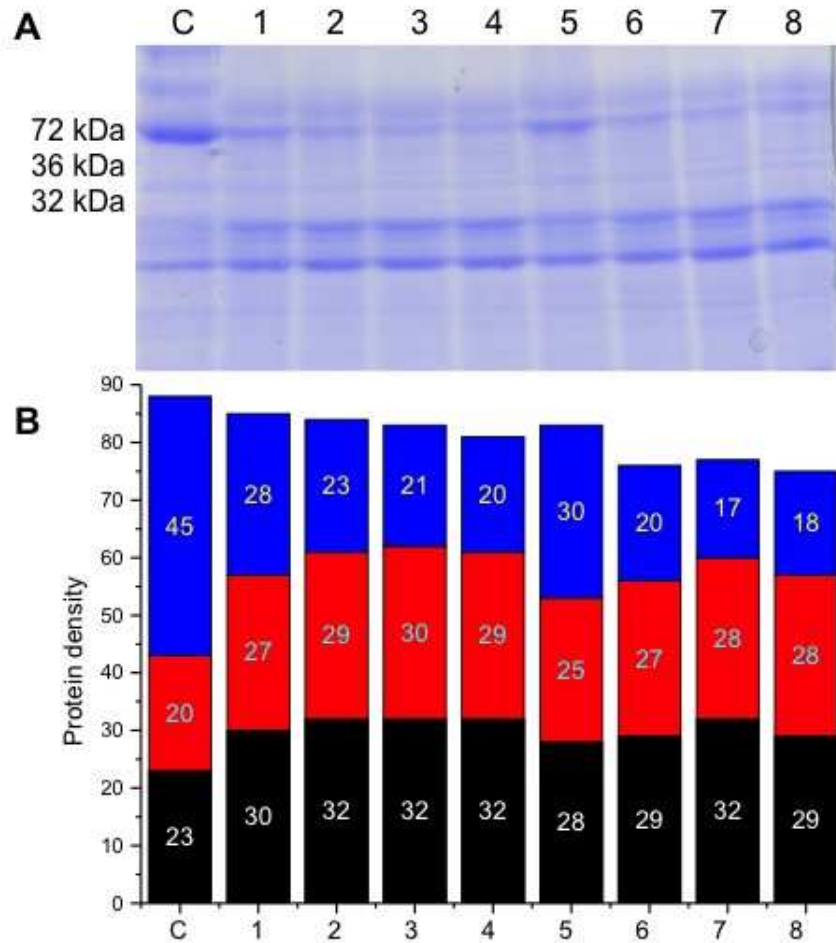 A
C 1 2 3 4 5 6 7 8
72 kDa
36 kDa
32 kDa
B
Protein density
90
80
70
60
50
40
30
20
10
0
45 28 23 21 20 30 20 17 18
20 27 29 30 29 25 27 28 28
23 30 32 32 32 28 29 32 29
C 1 2 3 4 5 6 7 8